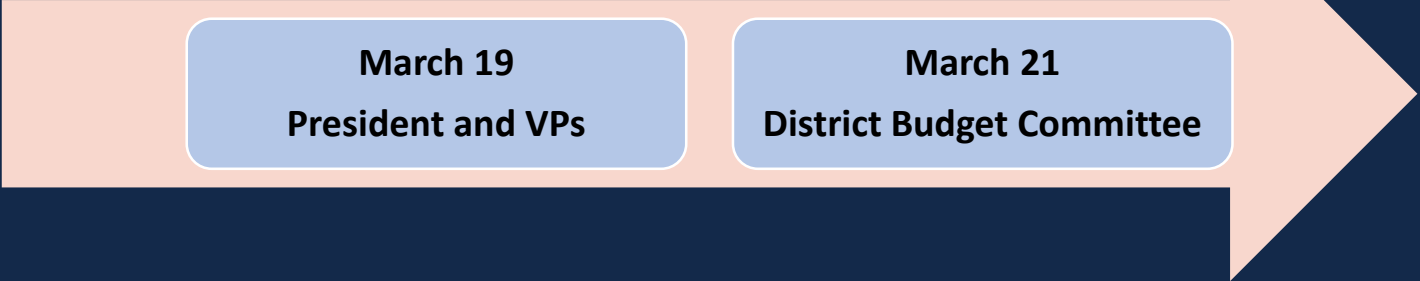 March 19
President and VPs
March 21
District Budget Committee